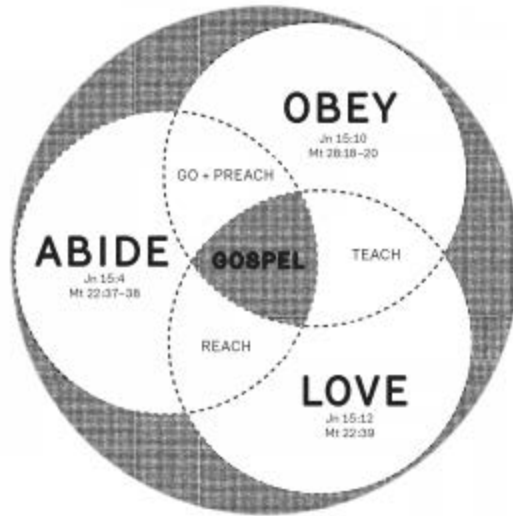 OBEY
Jn 15:10
Mt 28:18-20
GO + PREACH
ABIDE
Jn 15:4
Mt 22:37-38
GOSPEL
TEACH
REACH
LOVE
Jn 15:12
Mt 22:39